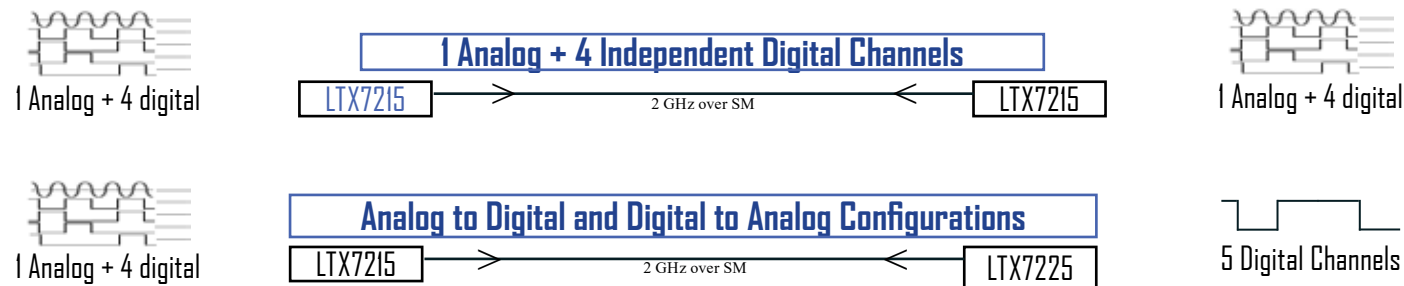 1 Analog + 4 Independent Digital Channels
LTX7215
2 GHz over SM
LTX7215
1 Analog + 4 digital
1 Analog + 4 digital
Analog to Digital and Digital to Analog Configurations
LTX7215
2 GHz over SM
LTX7225
1 Analog + 4 digital
5 Digital Channels